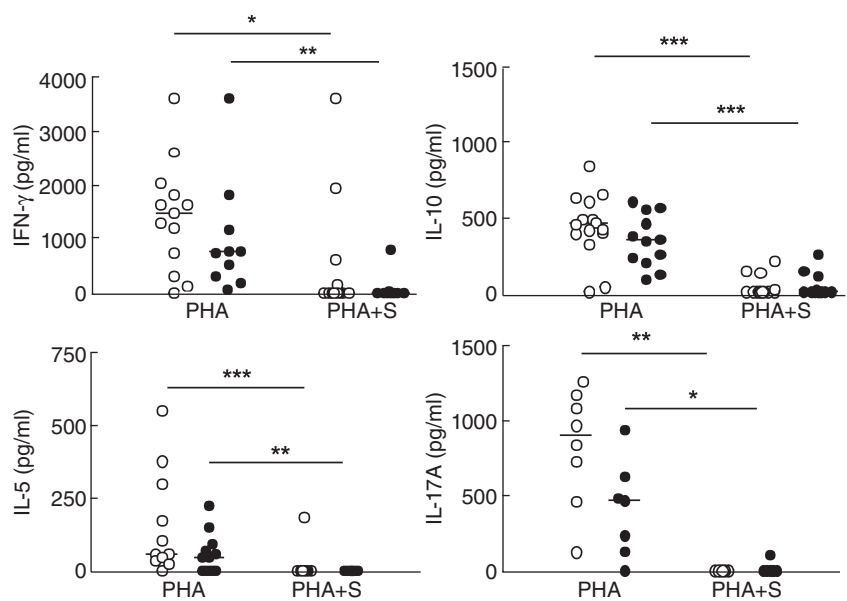 *
**
4000
3000
2000
1000
0
IFN-γ (pg/ml)
PHA
PHA+S
***
***
1500
1000
500
0
IL-10 (pg/ml)
PHA
PHA+S
***
**
750
500
250
0
IL-5 (pg/ml)
PHA
PHA+S
**
*
1500
1000
500
0
IL-17A (pg/ml)
PHA
PHA+S